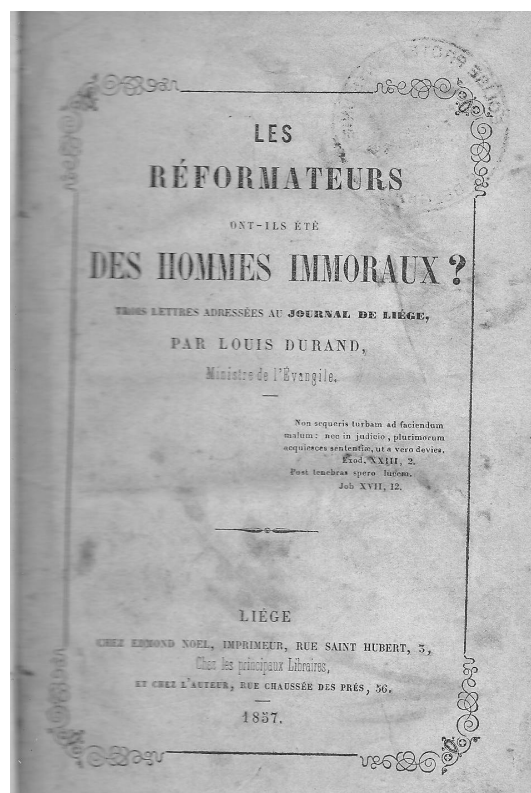 LES
RÉFORMATEURS
ONT-ILS ÉTÉ
DES HOMMES IMMORAUX ?
TROIS LETTRES ADRESSÉES AU JOURNAL DE LIÉGE,
PAR LOUIS DURAND,
Ministre de l'Évangile.
Non sequeris turbam ad faciendum
malum : nec in judicio, plurimorum
acquiesces sententiæ, ut a vero devies.
Exod. XXIII, 2.
Post tenebras spero lucem.
Job XVII, 12.
LIÉGE
CHEZ EDMOND NOEL, IMPRIMEUR, RUE SAINT HUBERT, 3,
Chez les principaux Libraires,
ET CHEZ L'AUTEUR, RUE CHAUSSÉE DES PRÉS, 56.
1857.